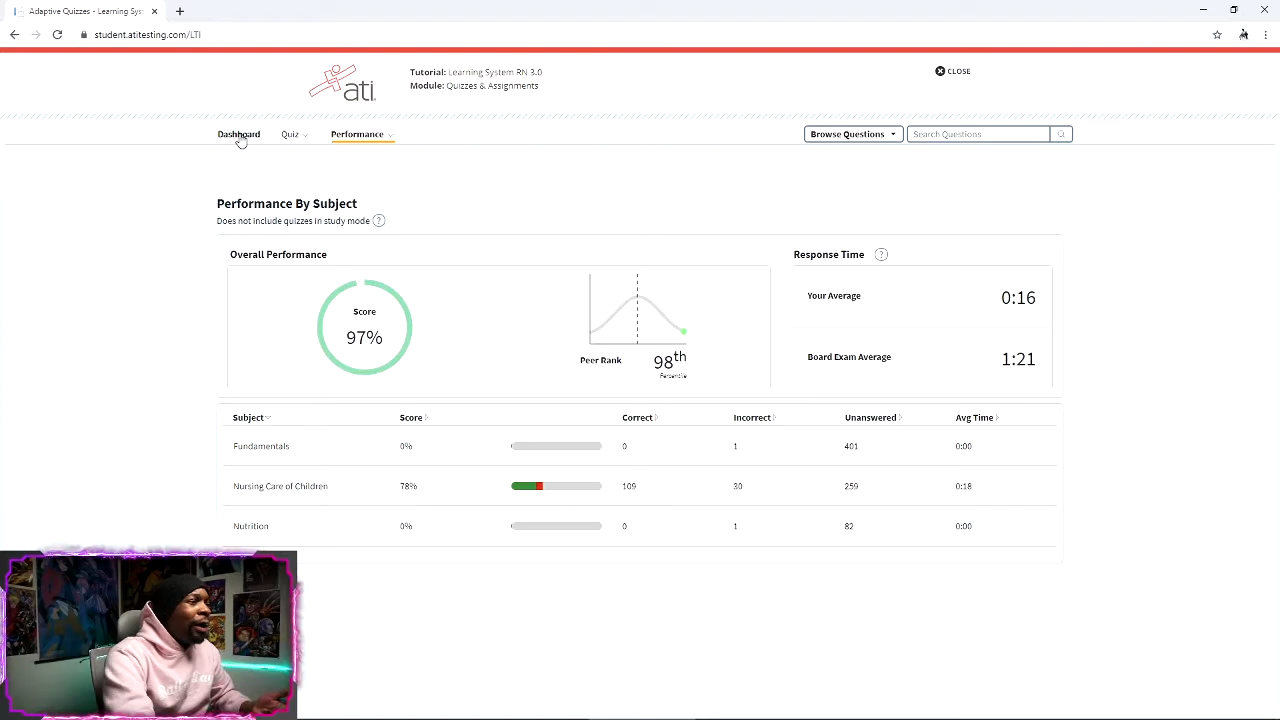 Adaptive Quizzes - Learning Sys
student.atitesting.com/LTI
ati
Tutorial: Learning System RN 3.0
Module: Quizzes & Assignments
CLOSE
Dashboard Quiz Performance
Browse Questions Search Questions
Performance By Subject
Does not include quizzes in study mode ?
Overall Performance
Score
97%
Peer Rank 98th
Percentile
Response Time ?
Your Average 0:16
Board Exam Average 1:21
Subject Score Correct Incorrect Unanswered Avg Time
Fundamentals 0% 0 1 401 0:00
Nursing Care of Children 78% 109 30 259 0:18
Nutrition 0% 0 1 82 0:00